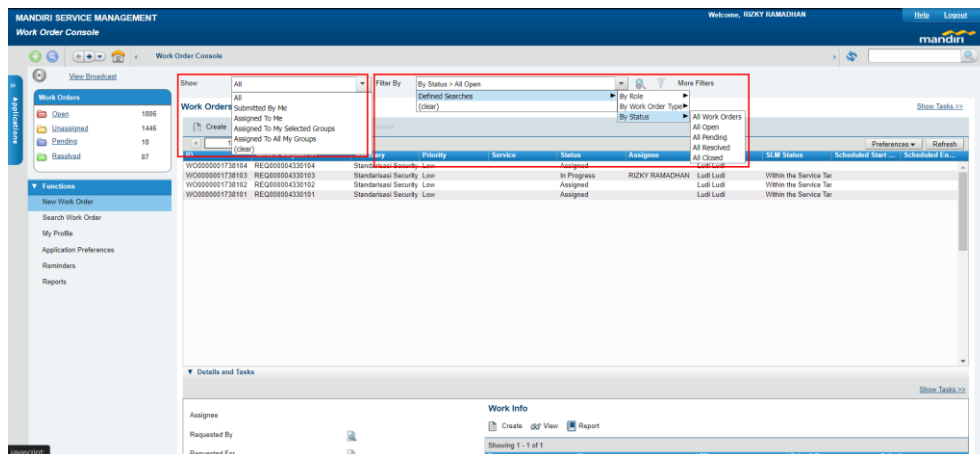 MANDIRI SERVICE MANAGEMENT
Welcome, RIZKY RAMADHAN
Help Logout
Work Order Console
mandiri
Work Order Console
View Broadcast
Applications
Show All
Filter By By Status > All Open
More Filters
All
Submitted By Me
Assigned To Me
Assigned To My Selected Groups
Assigned To All My Groups
(clear)
Defined Searches
(clear)
By Role
By Work Order Type
By Status
All Work Orders
All Open
All Pending
All Resolved
All Closed
Work Orders
Open 1806
Unassigned 1446
Pending 18
Resolved 87
Work Orders
Show Tasks >>
Create
Preferences Refresh
Priority Service Status Assignee SLM Status Scheduled Start ... Scheduled En...
WO0000001738104 REQ000004330104 Standarisasi Security Low Assigned Ludi Ludi
WO0000001738103 REQ000004330103 Standarisasi Security Low In Progress RIZKY RAMADHAN Ludi Ludi Within the Service Tar
WO0000001738102 REQ000004330102 Standarisasi Security Low Assigned Ludi Ludi Within the Service Tar
WO0000001738101 REQ000004330101 Standarisasi Security Low Assigned Ludi Ludi Within the Service Tar
Functions
New Work Order
Search Work Order
My Profile
Application Preferences
Reminders
Reports
Details and Tasks
Show Tasks >>
Assignee
Requested By
Requested For
Work Info
Create View Report
Showing 1 - 1 of 1
javascript: